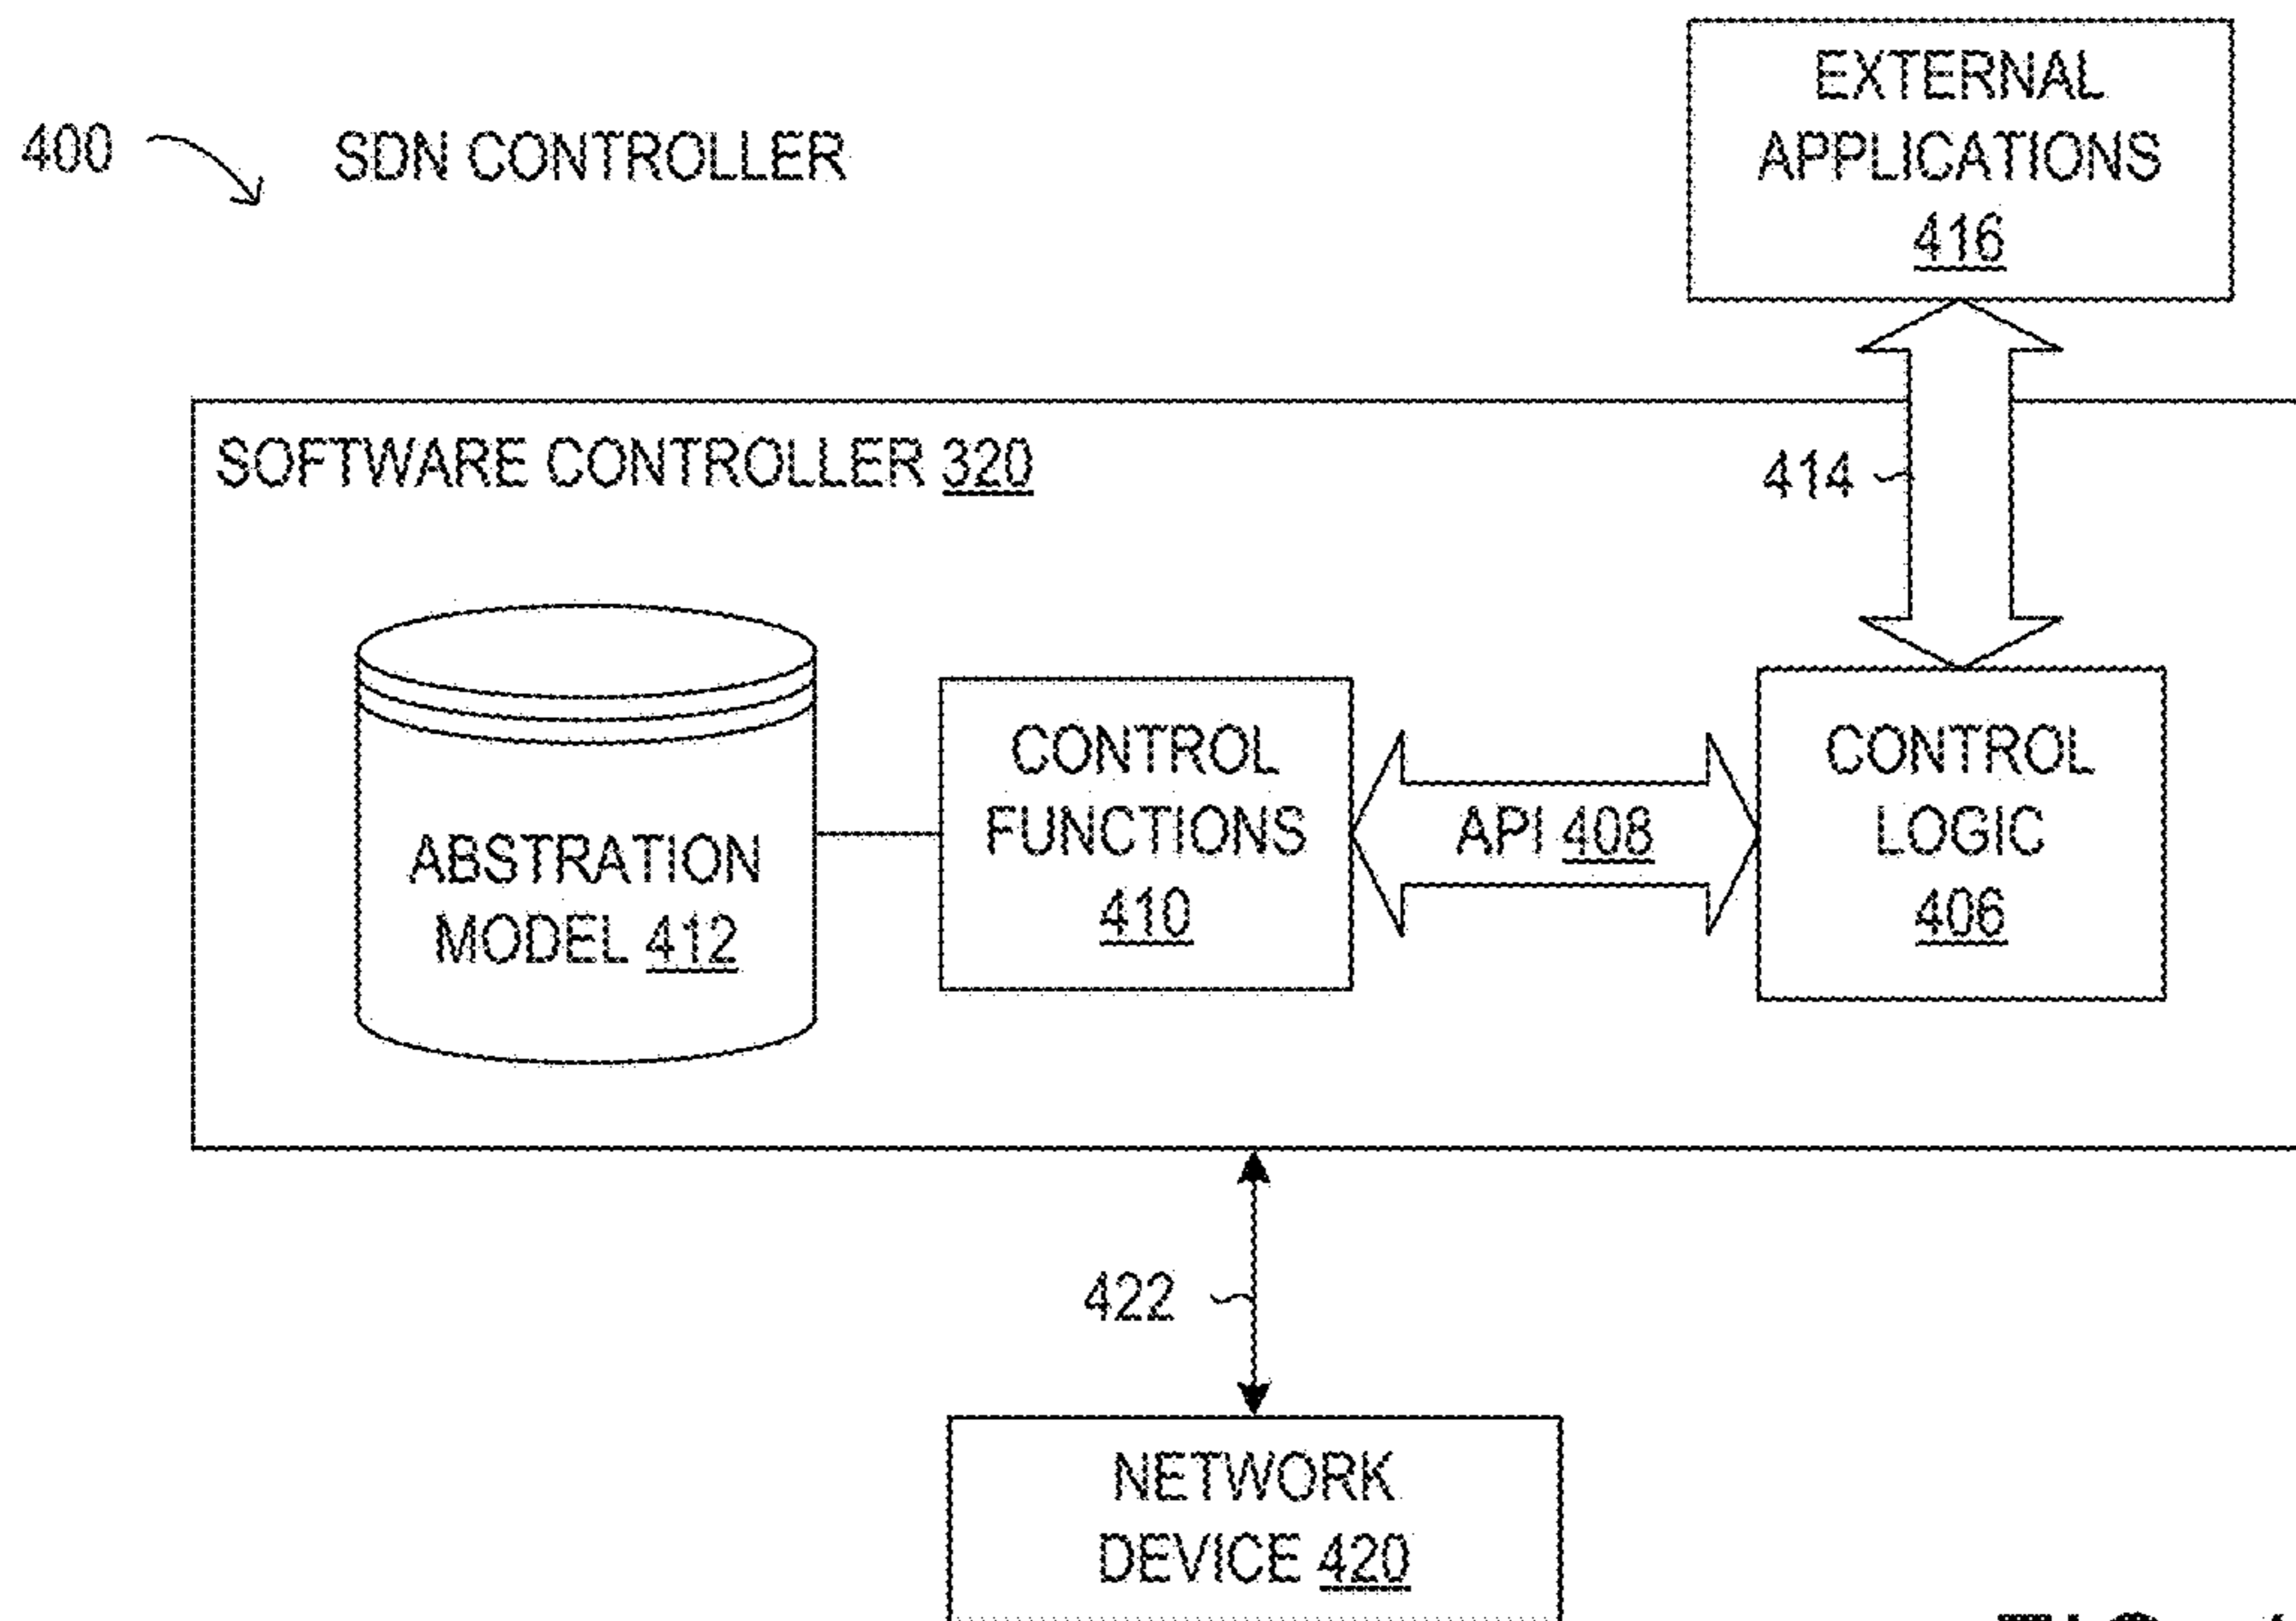 400
SDN CONTROLLER
EXTERNAL
APPLICATIONS
416
SOFTWARE CONTROLLER 320
414
ABSTRATION
MODEL 412
CONTROL
FUNCTIONS
410
API 408
CONTROL
LOGIC
406
422
NETWORK
DEVICE 420